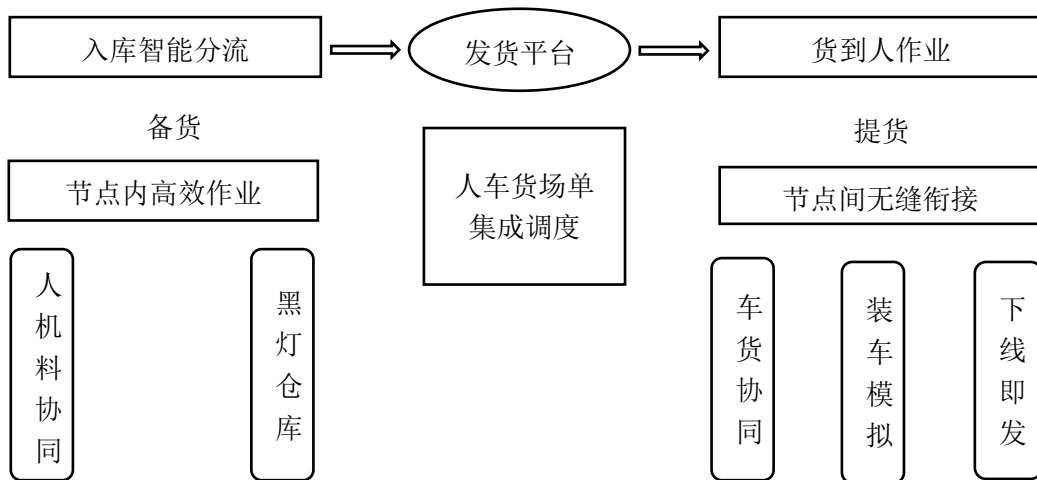 入库智能分流
发货平台
货到人作业
备货
提货
节点内高效作业
人车货场单
集成调度
节点间无缝衔接
人机料协同
黑灯仓库
车货协同
装车模拟
下线即发